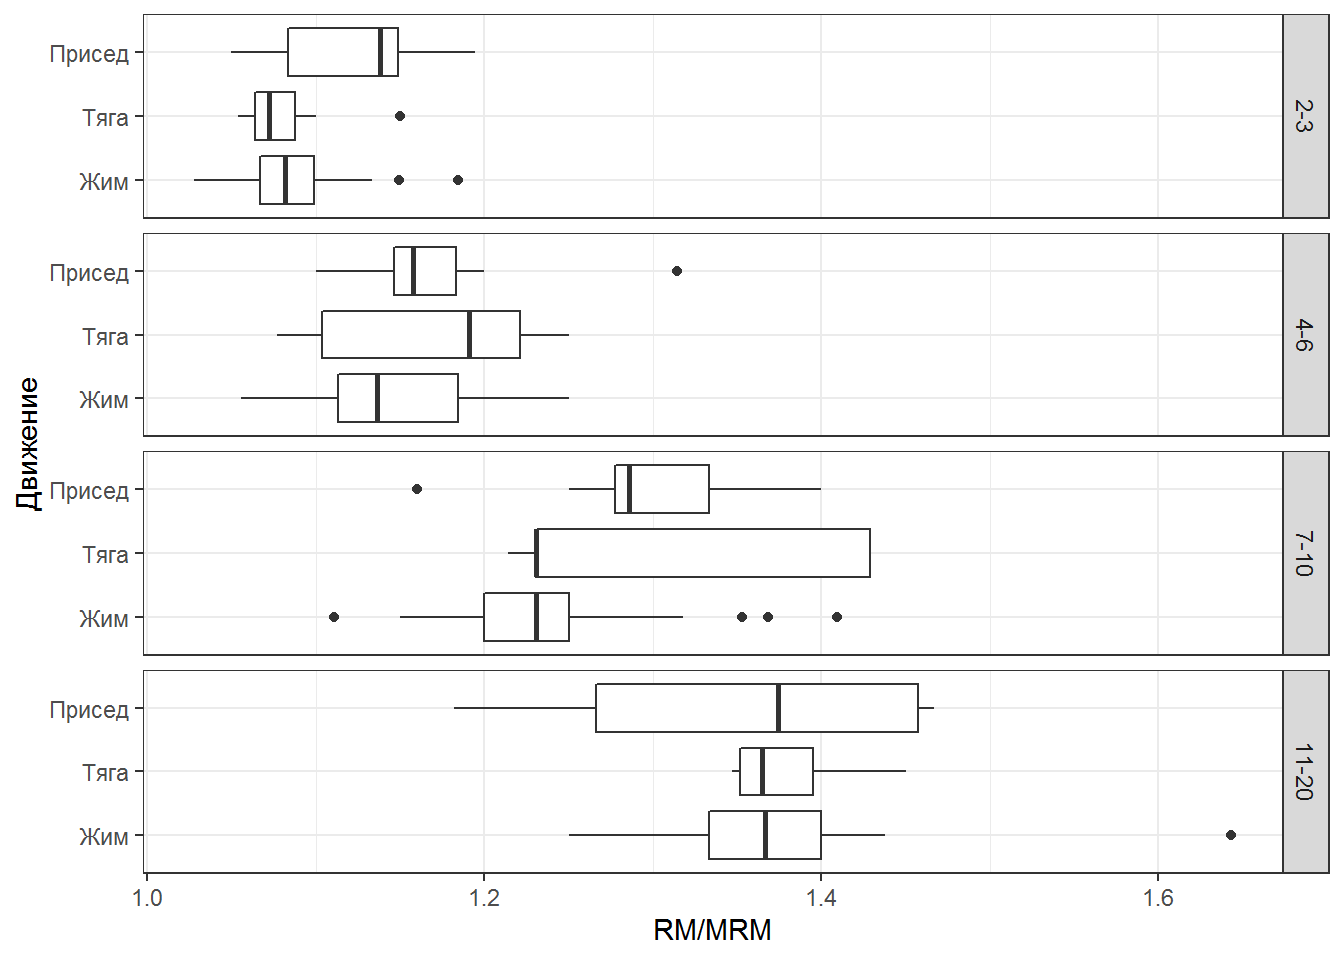 Присед
Тяга
Жим
2-3
Присед
Тяга
Жим
4-6
Присед
Тяга
Жим
7-10
Присед
Тяга
Жим
11-20
Движение
1.0 1.2 1.4 1.6
RM/MRM